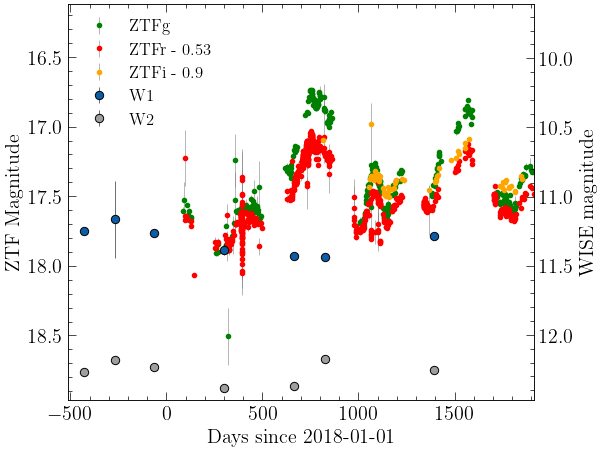 ZTFg
ZTFr - 0.53
ZTFi - 0.9
W1
W2
16.5
17.0
17.5
18.0
18.5
ZTF Magnitude
10.0
10.5
11.0
11.5
12.0
WISE magnitude
−500
0
500
1000
1500
Days since 2018-01-01